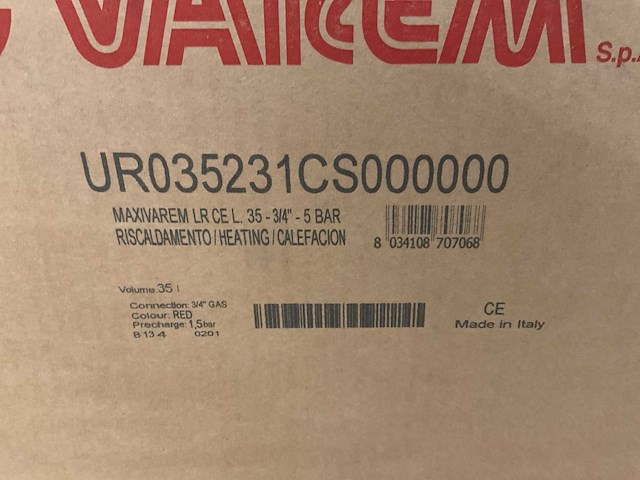 VAREM S.p.A
UR035231CS000000
MAXIVAREM LR CE L. 35 - 3/4" - 5 BAR
RISCALDAMENTO / HEATING / CALEFACION
8 034108 707068
Volume: 35 l
Connection: 3/4" GAS
Colour: RED
Precharge: 1,5bar
B 13.4 0201
CE
Made in Italy